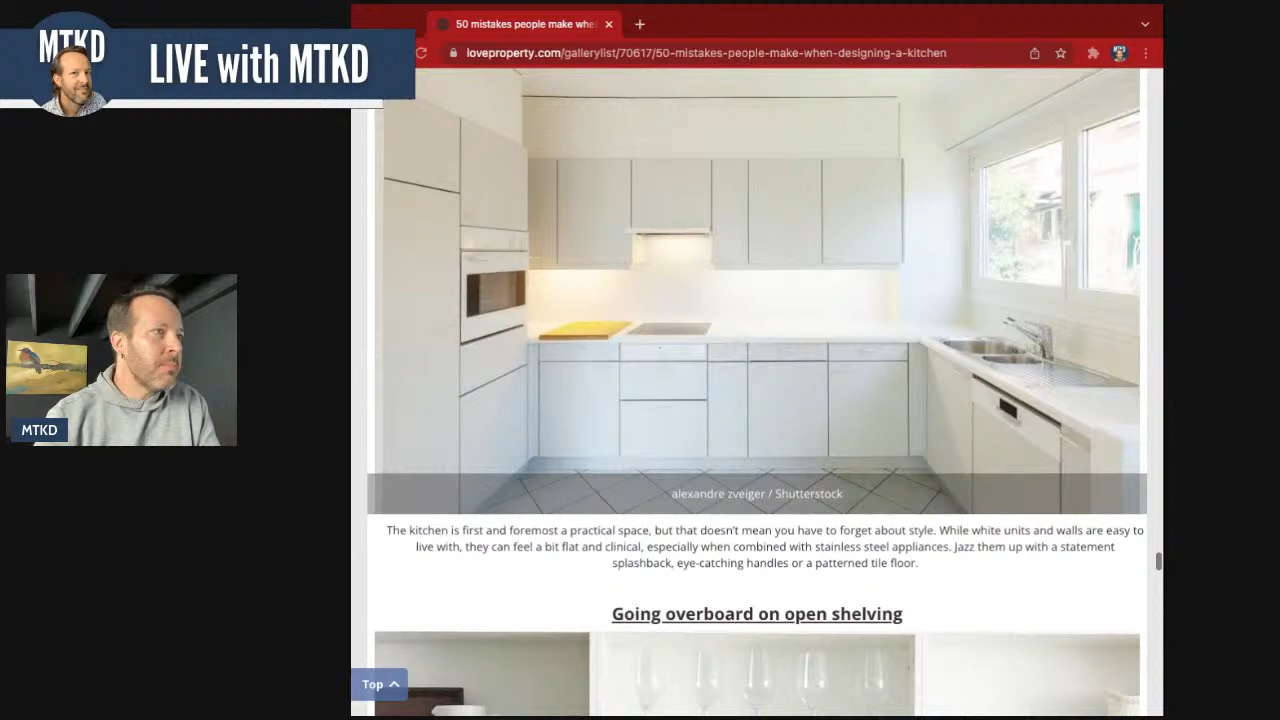 MTKD
LIVE with MTKD
50 mistakes people make whe
loveproperty.com/gallerylist/70617/50-mistakes-people-make-when-designing-a-kitchen
MTKD
alexandre zveiger / Shutterstock
The kitchen is first and foremost a practical space, but that doesn't mean you have to forget about style. While white units and walls are easy to
live with, they can feel a bit flat and clinical, especially when combined with stainless steel appliances. Jazz them up with a statement
splashback, eye-catching handles or a patterned tile floor.
Going overboard on open shelving
Top